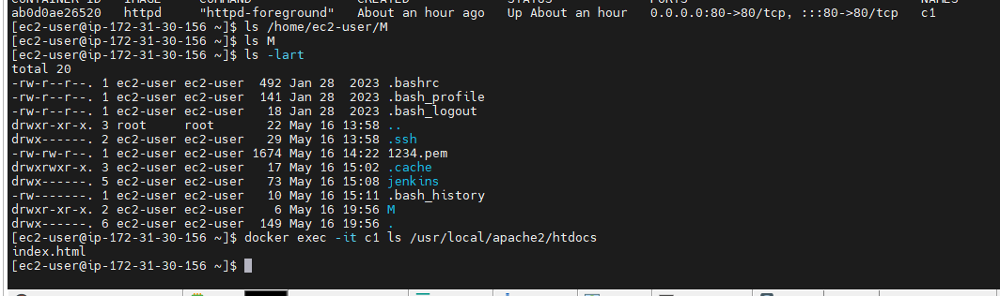 CONTAINER ID   IMAGE     COMMAND              CREATED             STATUS             PORTS                               NAMES
ab0d0ae26520   httpd     "httpd-foreground"   About an hour ago   Up About an hour   0.0.0.0:80->80/tcp, :::80->80/tcp   c1
[ec2-user@ip-172-31-30-156 ~]$ ls /home/ec2-user/M
[ec2-user@ip-172-31-30-156 ~]$ ls M
[ec2-user@ip-172-31-30-156 ~]$ ls -lart
total 20
-rw-r--r--. 1 ec2-user ec2-user  492 Jan 28  2023 .bashrc
-rw-r--r--. 1 ec2-user ec2-user  141 Jan 28  2023 .bash_profile
-rw-r--r--. 1 ec2-user ec2-user   18 Jan 28  2023 .bash_logout
drwxr-xr-x. 3 root     root       22 May 16 13:58 ..
drwx------. 2 ec2-user ec2-user   29 May 16 13:58 .ssh
-rw-rw-r--. 1 ec2-user ec2-user 1674 May 16 14:22 1234.pem
drwxrwxr-x. 3 ec2-user ec2-user   17 May 16 15:02 .cache
drwx------. 5 ec2-user ec2-user   73 May 16 15:08 jenkins
-rw-------. 1 ec2-user ec2-user   10 May 16 15:11 .bash_history
drwxr-xr-x. 2 ec2-user ec2-user    6 May 16 19:56 M
drwx------. 6 ec2-user ec2-user  149 May 16 19:56 .
[ec2-user@ip-172-31-30-156 ~]$ docker exec -it c1 ls /usr/local/apache2/htdocs
index.html
[ec2-user@ip-172-31-30-156 ~]$